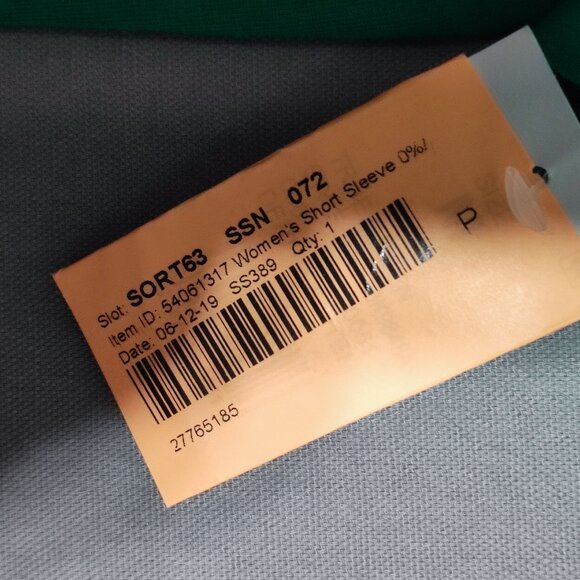 Slot: SORT63 SSN 072
Item ID: 54061317 Women's Short Sleeve 0%!
Date: 06-12-19 SS389 Qty: 1
27765185
P